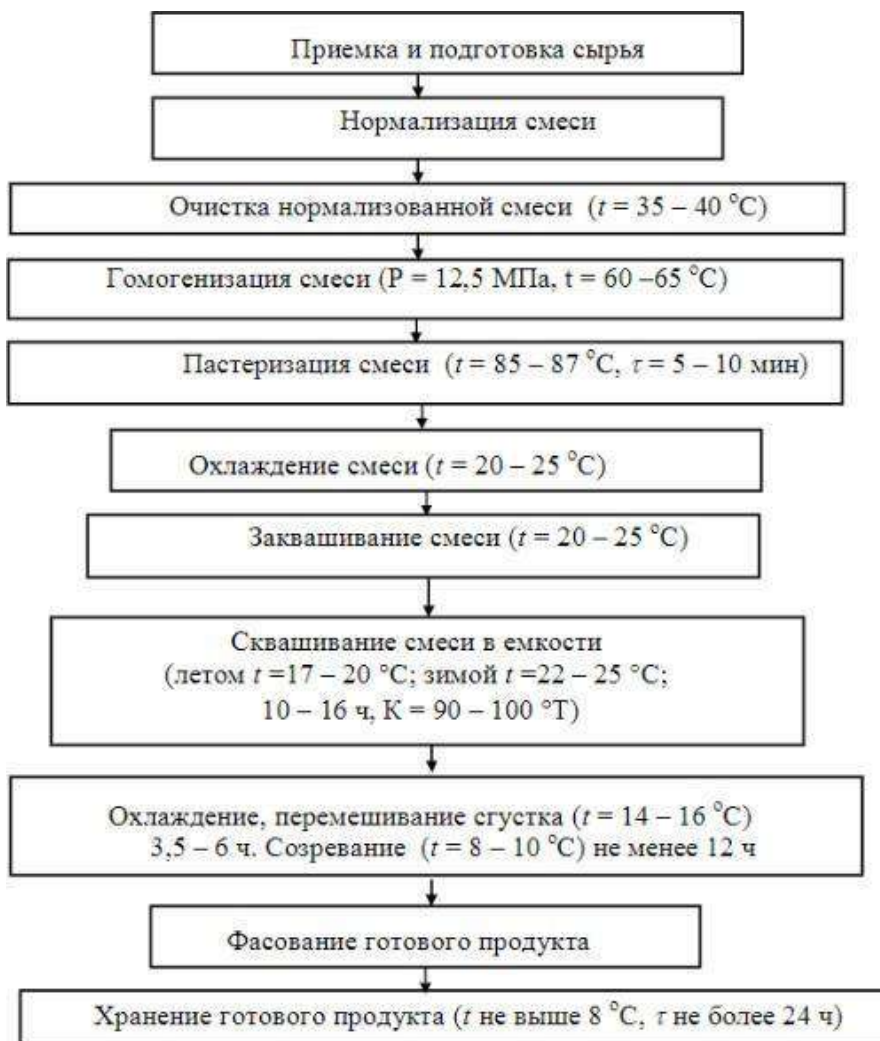 Приемка и подготовка сырья
Нормализация смеси
Очистка нормализованной смеси (t = 35 – 40 °C)
Гомогенизация смеси (P = 12,5 МПа, t = 60 –65 °C)
Пастеризация смеси (t = 85 – 87 °C, τ = 5 – 10 мин)
Охлаждение смеси (t = 20 – 25 °C)
Заквашивание смеси (t = 20 – 25 °C)
Сквашивание смеси в емкости
(летом t =17 – 20 °C; зимой t =22 – 25 °C;
10 – 16 ч, К = 90 – 100 °Т)
Охлаждение, перемешивание сгустка (t = 14 – 16 °C)
3,5 – 6 ч. Созревание (t = 8 – 10 °C) не менее 12 ч
Фасование готового продукта
Хранение готового продукта (t не выше 8 °C, τ не более 24 ч)